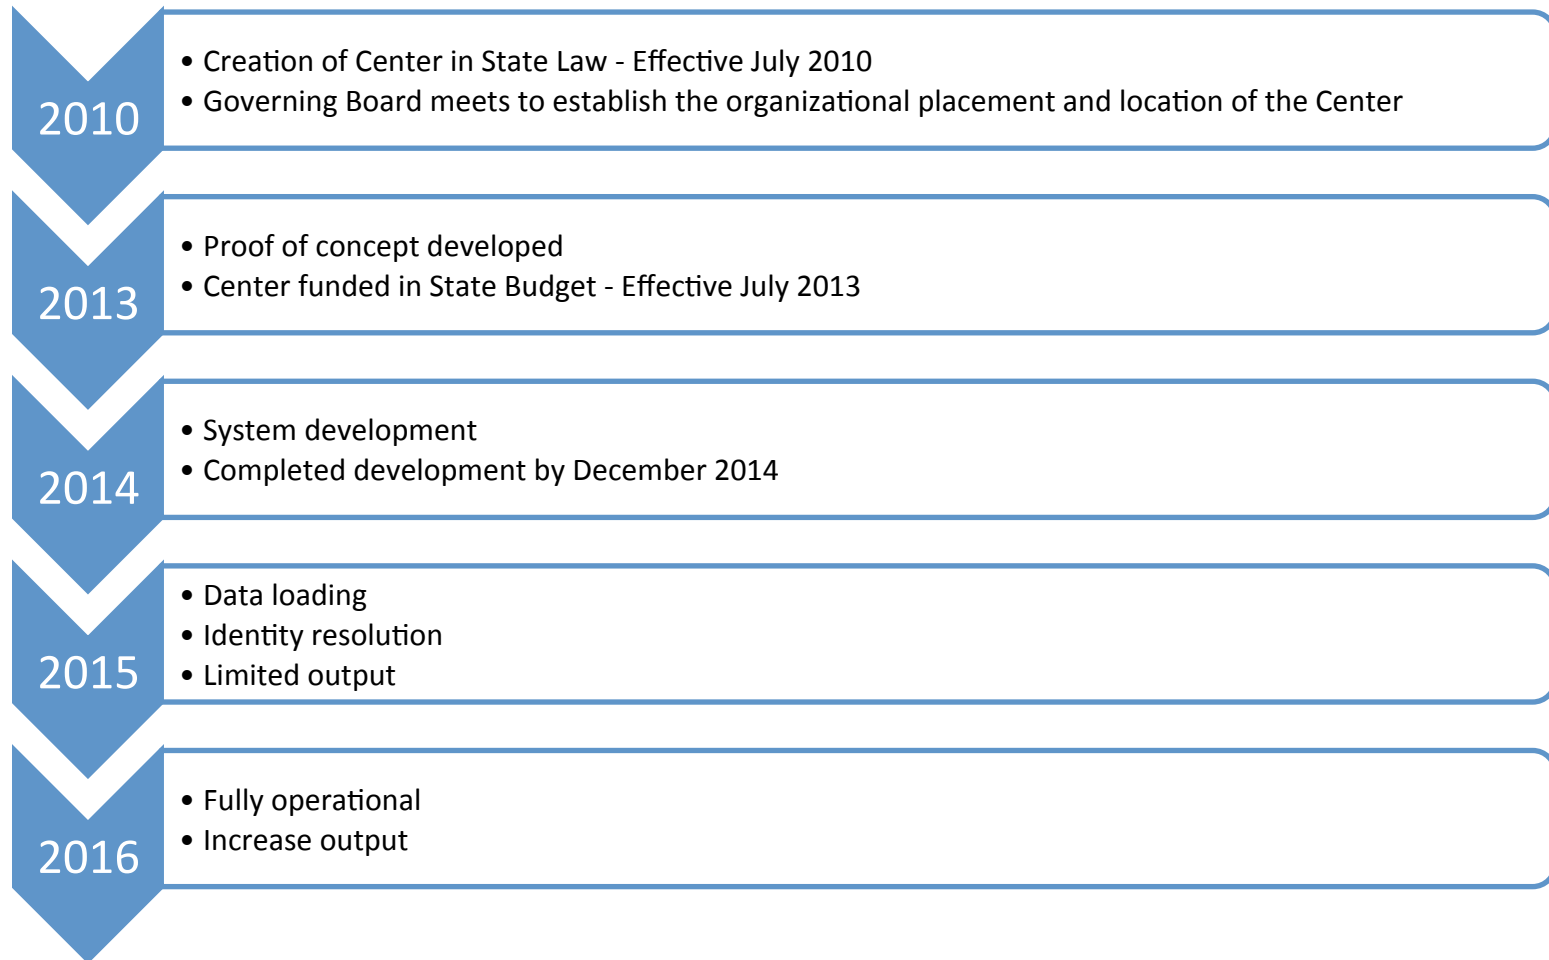 2010
• Creation of Center in State Law - Effective July 2010
• Governing Board meets to establish the organizational placement and location of the Center
2013
• Proof of concept developed
• Center funded in State Budget - Effective July 2013
2014
• System development
• Completed development by December 2014
2015
• Data loading
• Identity resolution
• Limited output
2016
• Fully operational
• Increase output